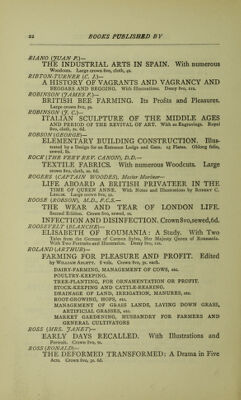 22 BOOKS PUBLISHED BY
RIANO (JUAN F.)—
THE INDUSTRIAL ARTS IN SPAIN. With numerous
Woodcuts. Large crown 8vo, cloth, 4s.
RIBTON-TURNER (C. J.)—
A HISTORY OF VAGRANTS AND VAGRANCY AND
BEGGARS AND BEGGING. With Illustrations. Demy 8vo, 21s.
ROBINSON (JAMES F.)—
BRITISH BEE FARMING. Its Profits and Pleasures.
Large crown 8vo, 5s.
ROBINSON (J. C.)—
ITALIAN SCULPTURE OF THE MIDDLE AGES
AND PERIOD OF THE REVIVAL OF ART. With 20 Engravings. Royal
8vo, cloth, 7s. 6d.
ROBSON (GEORGE)—
ELEMENTARY BUILDING CONSTRUCTION. Illus-
trated by a Design for an Entrance Lodge and Gate. 15 Plates. Oblong folio,
sewed, 8s.
ROCK (THE VERY REV. CANON), D.D.—
TEXTILE FABRICS. With numerous Woodcuts. Large
crown 8vo, cloth, 2s. 6d.
ROGERS (CAPTAIN WOODES), Master Mariner—
LIFE ABOARD A BRITISH PRIVATEER IN THE
TIME OF QUEEN ANNE. With Notes and Illustrations by Robert C.
Leslie. Large crown 8vo, 9s.
ROOSE (ROBSON), M.D., F.C.S.—
THE WEAR AND TEAR OF LONDON LIFE.
Second Edition. Crown 8vo, sewed, 1s.
INFECTION AND DISINFECTION. Crown 8vo, sewed, 6d.
ROOSEVELT (BLANCHE)—
ELISABETH OF ROUMANIA: A Study. With Two
Tales from the German of Carmen Sylva, Her Majesty Queen of Roumania.
With Two Portraits and Illustration. Demy 8vo, 12s.
ROLAND (ARTHUR)—
FARMING FOR PLEASURE AND PROFIT. Edited
by William Ablett. 8 vols. Crown 8vo, 5s. each.
DAIRY-FARMING, MANAGEMENT OF COWS, etc.
POULTRY-KEEPING.
TREE-PLANTING, FOR ORNAMENTATION OR PROFIT.
STOCK-KEEPING AND CATTLE-REARING.
DRAINAGE OF LAND, IRRIGATION, MANURES, etc.
ROOT-GROWING, HOPS, etc.
MANAGEMENT OF GRASS LANDS, LAYING DOWN GRASS,
ARTIFICIAL GRASSES, etc.
MARKET GARDENING, HUSBANDRY FOR FARMERS AND
GENERAL CULTIVATORS
ROSS (MRS. JANET)—
EARLY DAYS RECALLED. With Illustrations and
Portrait. Crown 8vo, 5s.
ROSS (RONALD)—
THE DEFORMED TRANSFORMED: A Drama in Five
Acts. Crown 8vo, 3s. 6d.